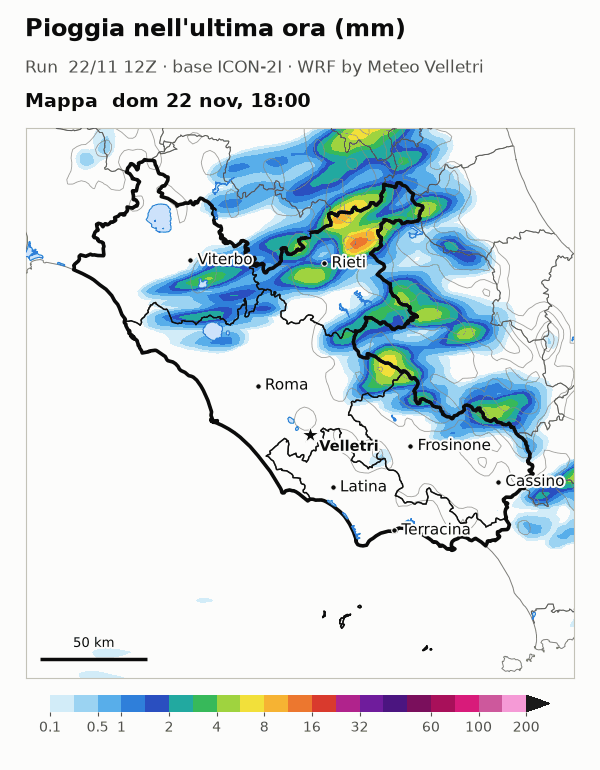 Pioggia nell'ultima ora (mm)
Run  22/11 12Z · base ICON-2I · WRF by Meteo Velletri
Mappa  dom 22 nov, 18:00
Viterbo
Rieti
Roma
Velletri
Frosinone
Latina
Cassino
Terracina
50 km
0.1 0.5 1 2 4 8 16 32 60 100 200